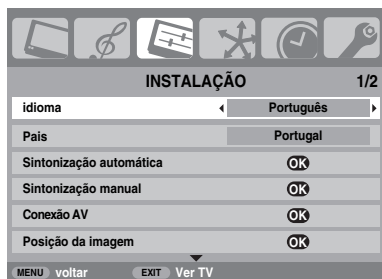 INSTALAÇÃO 1/2
idioma Português
Pais Portugal
Sintonização automática OK
Sintonização manual OK
Conexão AV OK
Posição da imagem OK
MENU voltar EXIT Ver TV